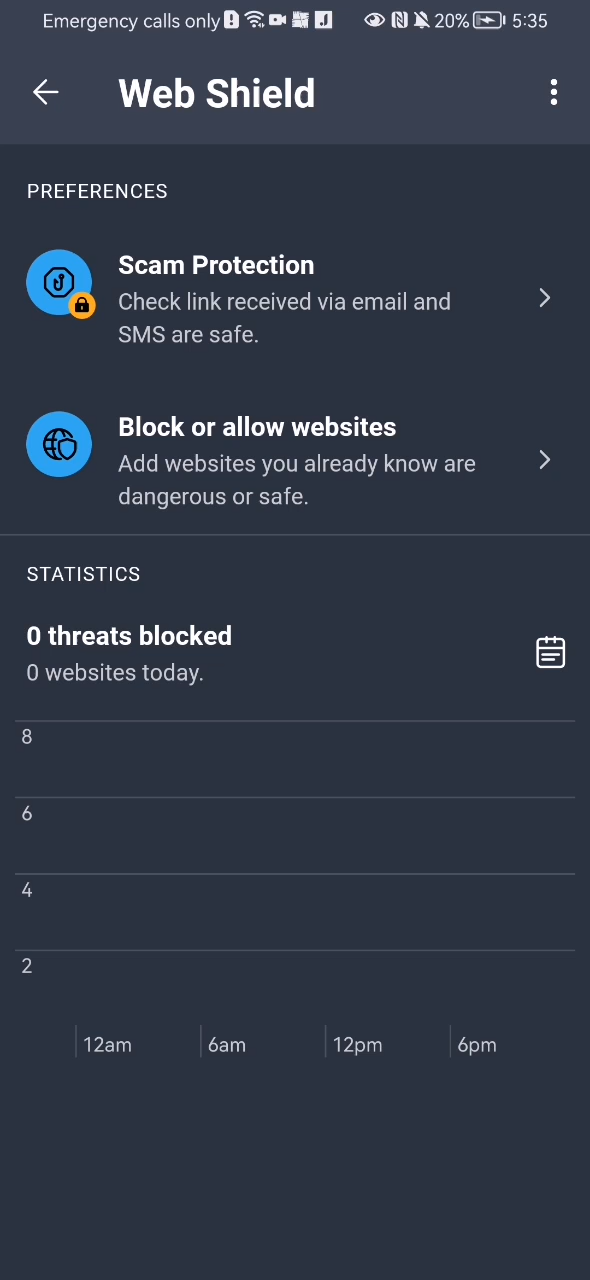 Emergency calls only 20% 5:35
Web Shield
PREFERENCES
Scam Protection
Check link received via email and
SMS are safe.
Block or allow websites
Add websites you already know are
dangerous or safe.
STATISTICS
0 threats blocked
0 websites today.
8
6
4
2
12am 6am 12pm 6pm